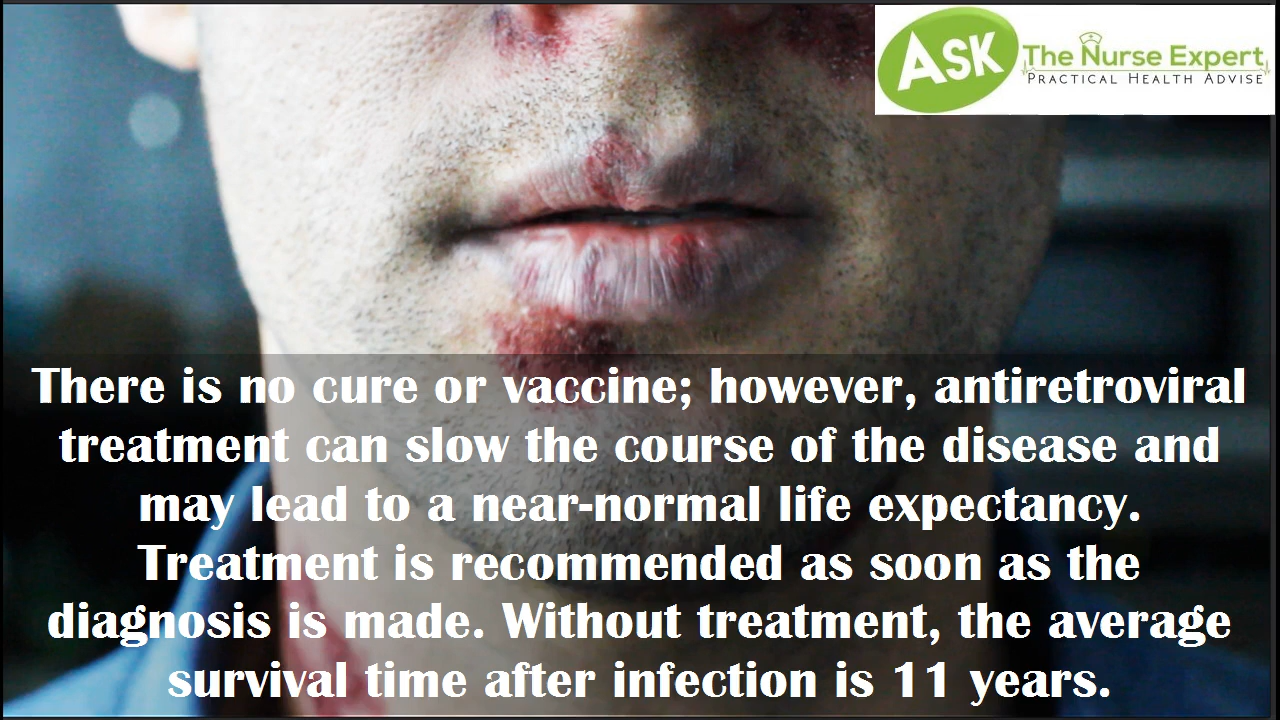 ASK The Nurse Expert
PRACTICAL HEALTH ADVISE
There is no cure or vaccine; however, antiretroviral
treatment can slow the course of the disease and
may lead to a near-normal life expectancy.
Treatment is recommended as soon as the
diagnosis is made. Without treatment, the average
survival time after infection is 11 years.